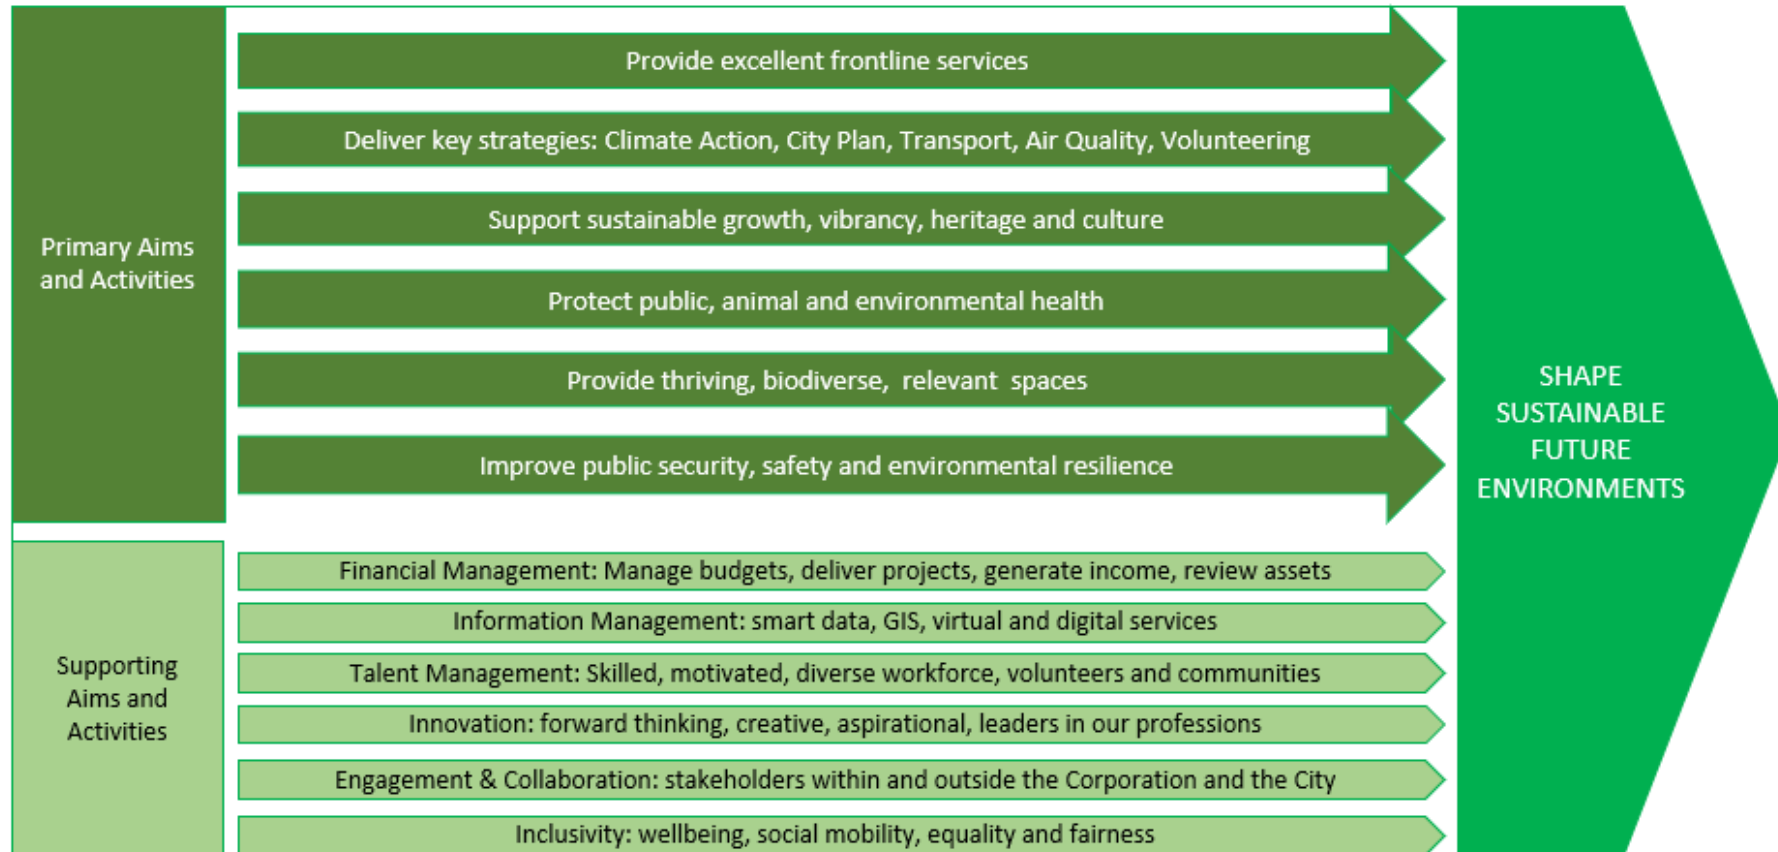 Primary Aims
and Activities
Provide excellent frontline services
Deliver key strategies: Climate Action, City Plan, Transport, Air Quality, Volunteering
Support sustainable growth, vibrancy, heritage and culture
Protect public, animal and environmental health
Provide thriving, biodiverse, relevant spaces
Improve public security, safety and environmental resilience
Supporting
Aims and
Activities
Financial Management: Manage budgets, deliver projects, generate income, review assets
Information Management: smart data, GIS, virtual and digital services
Talent Management: Skilled, motivated, diverse workforce, volunteers and communities
Innovation: forward thinking, creative, aspirational, leaders in our professions
Engagement & Collaboration: stakeholders within and outside the Corporation and the City
Inclusivity: wellbeing, social mobility, equality and fairness
SHAPE
SUSTAINABLE
FUTURE
ENVIRONMENTS